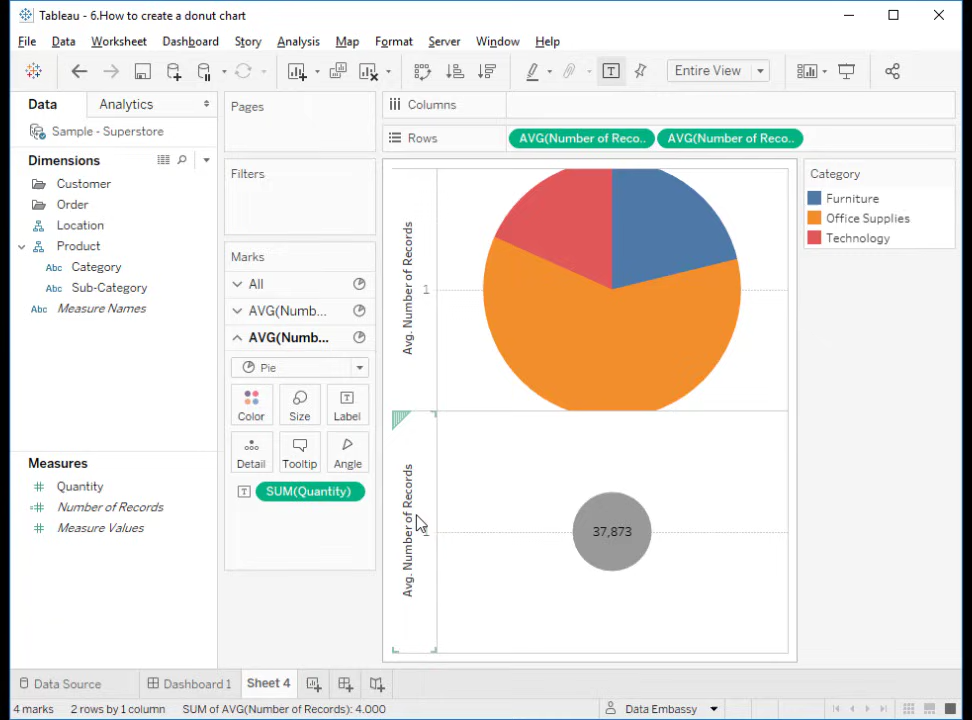 Tableau - 6.How to create a donut chart
File Data Worksheet Dashboard Story Analysis Map Format Server Window Help
Entire View
Data Analytics
Pages
Columns
Sample - Superstore
Rows AVG(Number of Reco.. AVG(Number of Reco..
Dimensions
Filters
Category
Customer
Furniture
Order
Office Supplies
Location
Technology
Product
Marks
Abc Category
All
Abc Sub-Category
AVG(Numb...
Abc Measure Names
AVG(Numb...
Pie
Color Size Label
Detail Tooltip Angle
Measures
Quantity
SUM(Quantity)
Number of Records
Measure Values
Avg. Number of Records
1
Avg. Number of Records
1
37,873
Data Source Dashboard 1 Sheet 4
4 marks 2 rows by 1 column SUM of AVG(Number of Records): 4.000 Data Embassy